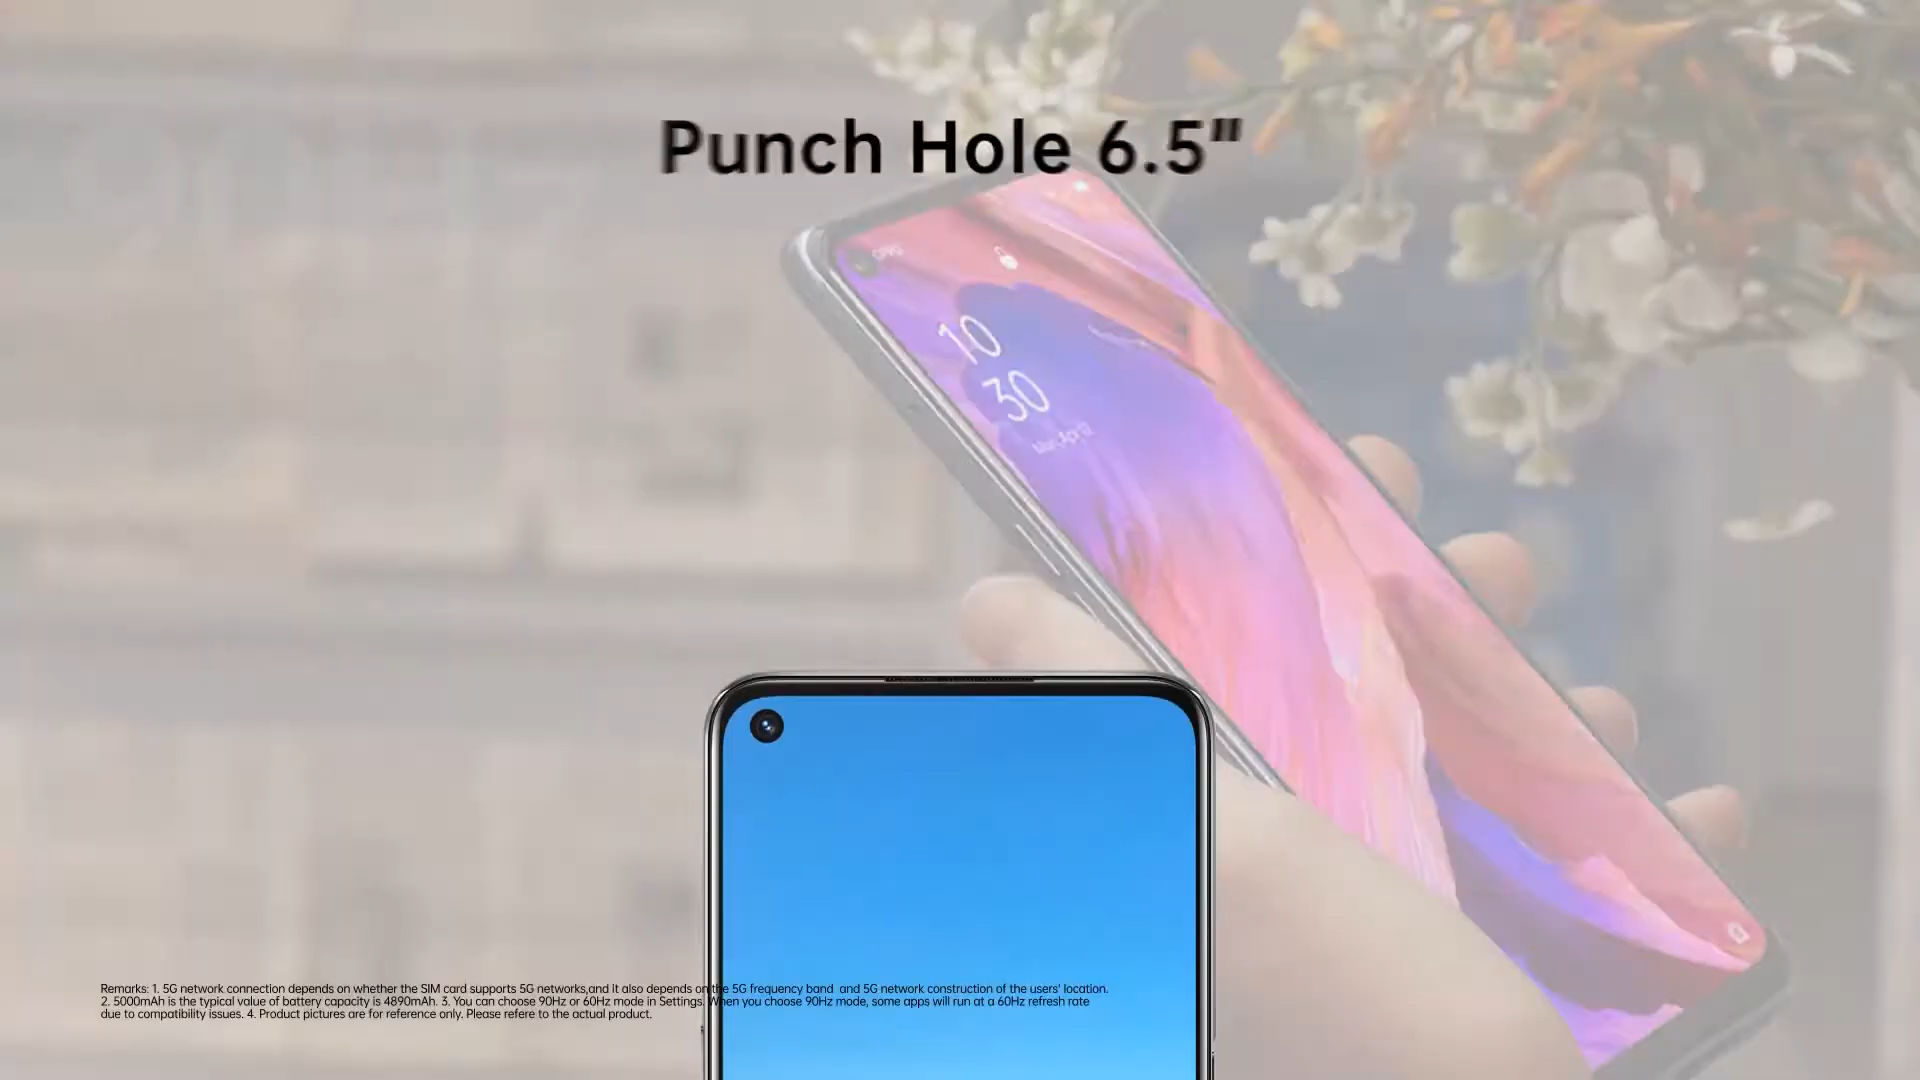 Punch Hole 6.5"
OPPO
10
30
Remarks: 1. 5G network connection depends on whether the SIM card supports 5G networks,and It also depends on the 5G frequency band and 5G network construction of the users' location.
2. 5000mAh is the typical value of battery capacity is 4890mAh. 3. You can choose 90Hz or 60Hz mode in Settings. When you choose 90Hz mode, some apps will run at a 60Hz refresh rate
due to compatibility issues. 4. Product pictures are for reference only. Please refere to the actual product.